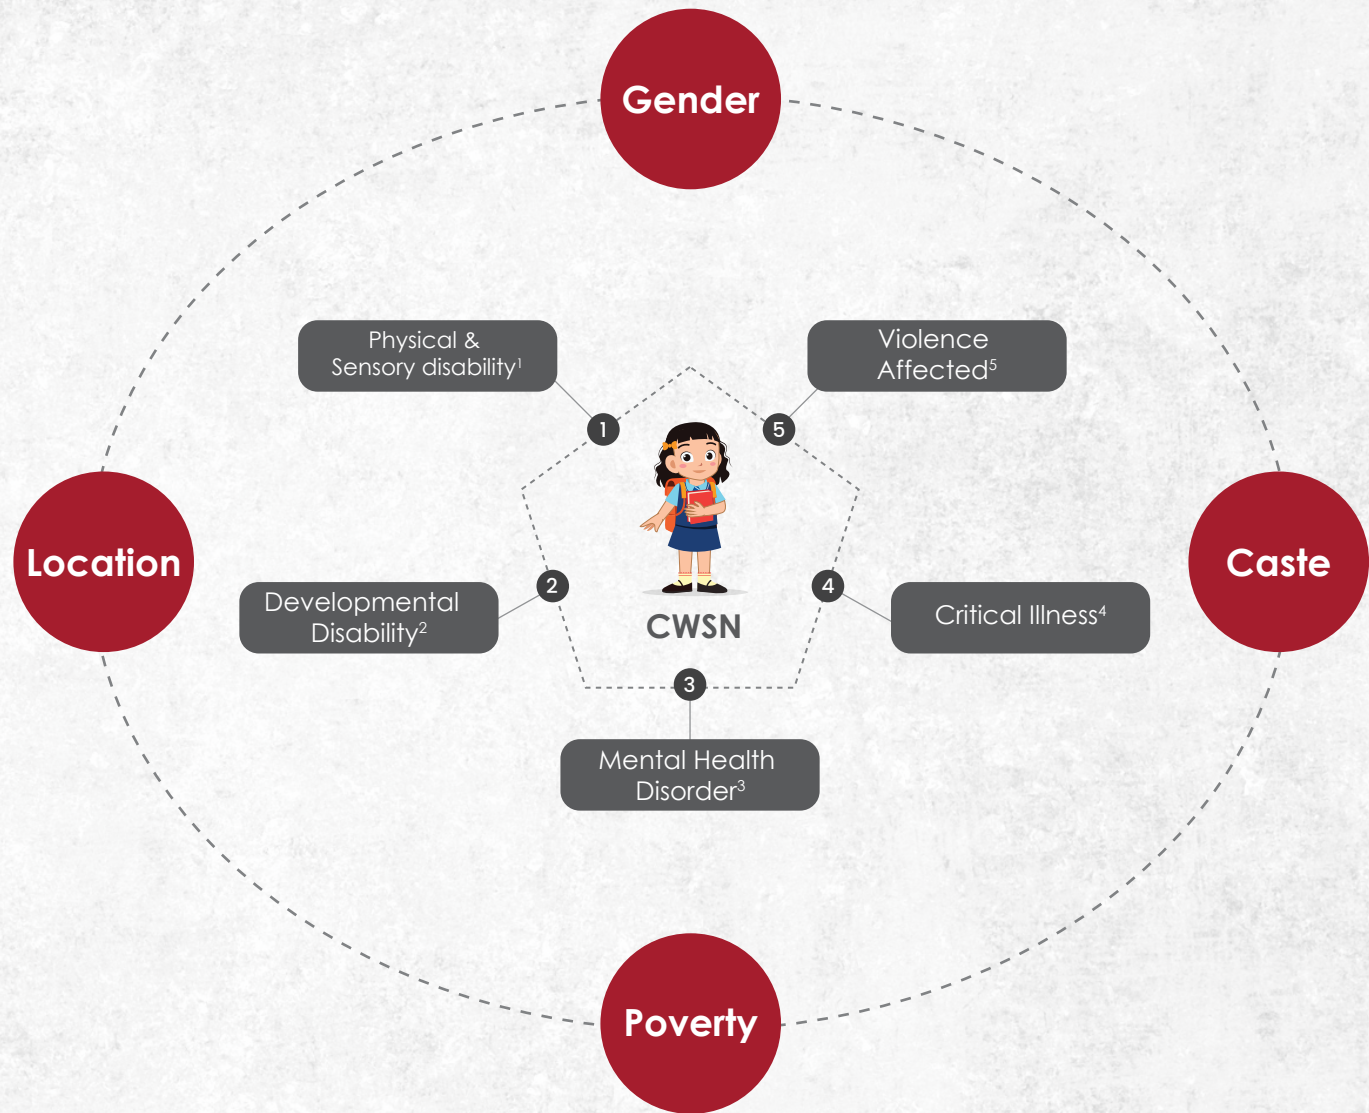 Gender
Physical &
Sensory disability¹
Violence
Affected⁵
1
5
Location
Caste
Developmental
Disability²
2
4
Critical Illness⁴
CWSN
3
Mental Health
Disorder³
Poverty